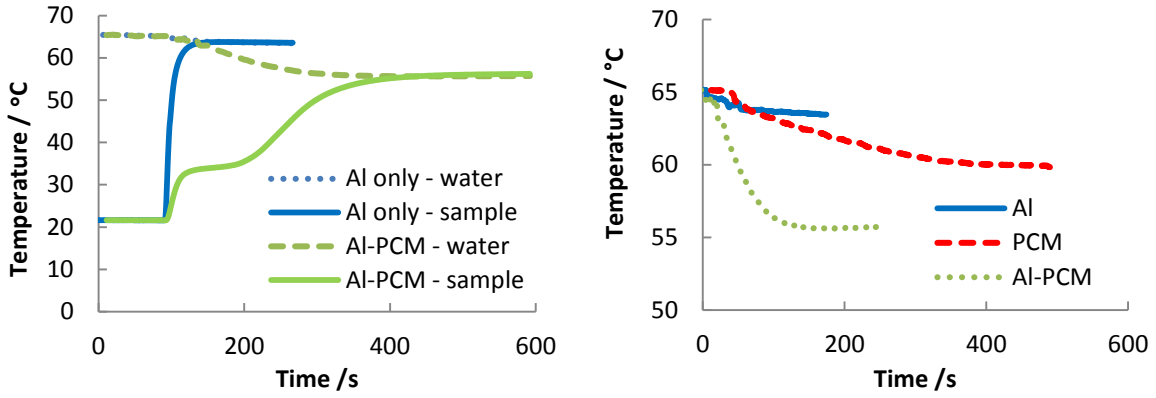 70
60
50
40
30
20
10
0
Temperature / °C
0 200 400 600
Time /s
Al only - water
Al only - sample
Al-PCM - water
Al-PCM - sample
70
65
60
55
50
Temperature / °C
0 200 400 600
Time /s
Al
PCM
Al-PCM